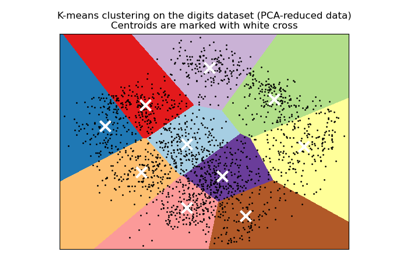 K-means clustering on the digits dataset (PCA-reduced data)
Centroids are marked with white cross